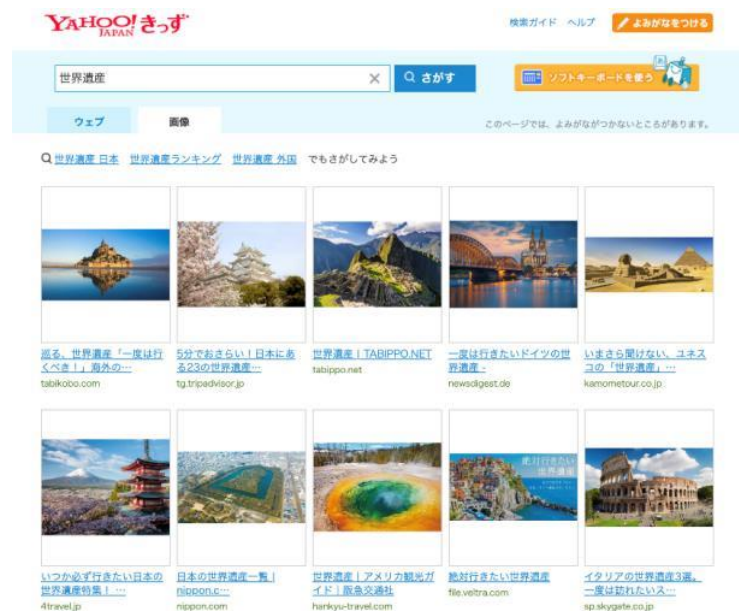 YAHOO!きっず
JAPAN
検索ガイド ヘルプ よみがなをつける
世界遺産 × さがす ソフトキーボードを使う
ウェブ 画像 このページでは、よみがながつかないところがあります。
世界遺産 日本 世界遺産ランキング 世界遺産 外国 でもさがしてみよう
巡る、世界遺産「一度は行
くべき！」海外の…
tabikobo.com
5分でおさらい！日本にあ
る23の世界遺産…
tg.tripadvisor.jp
世界遺産 | TABIPPO.NET
tabippo.net
一度は行きたいドイツの世
界遺産 -
newsdigest.de
いまさら聞けない、ユネス
コの「世界遺産」…
kamometour.co.jp
絶対行きたい
世界遺産
いつか必ず行きたい日本の
世界遺産特集！ …
4travel.jp
日本の世界遺産一覧 |
nippon.c…
nippon.com
世界遺産 | アメリカ観光ガ
イド | 阪急交通社
hankyu-travel.com
絶対行きたい世界遺産
file.veltra.com
イタリアの世界遺産3選。
一度は訪れたいス…
sp.skygate.co.jp